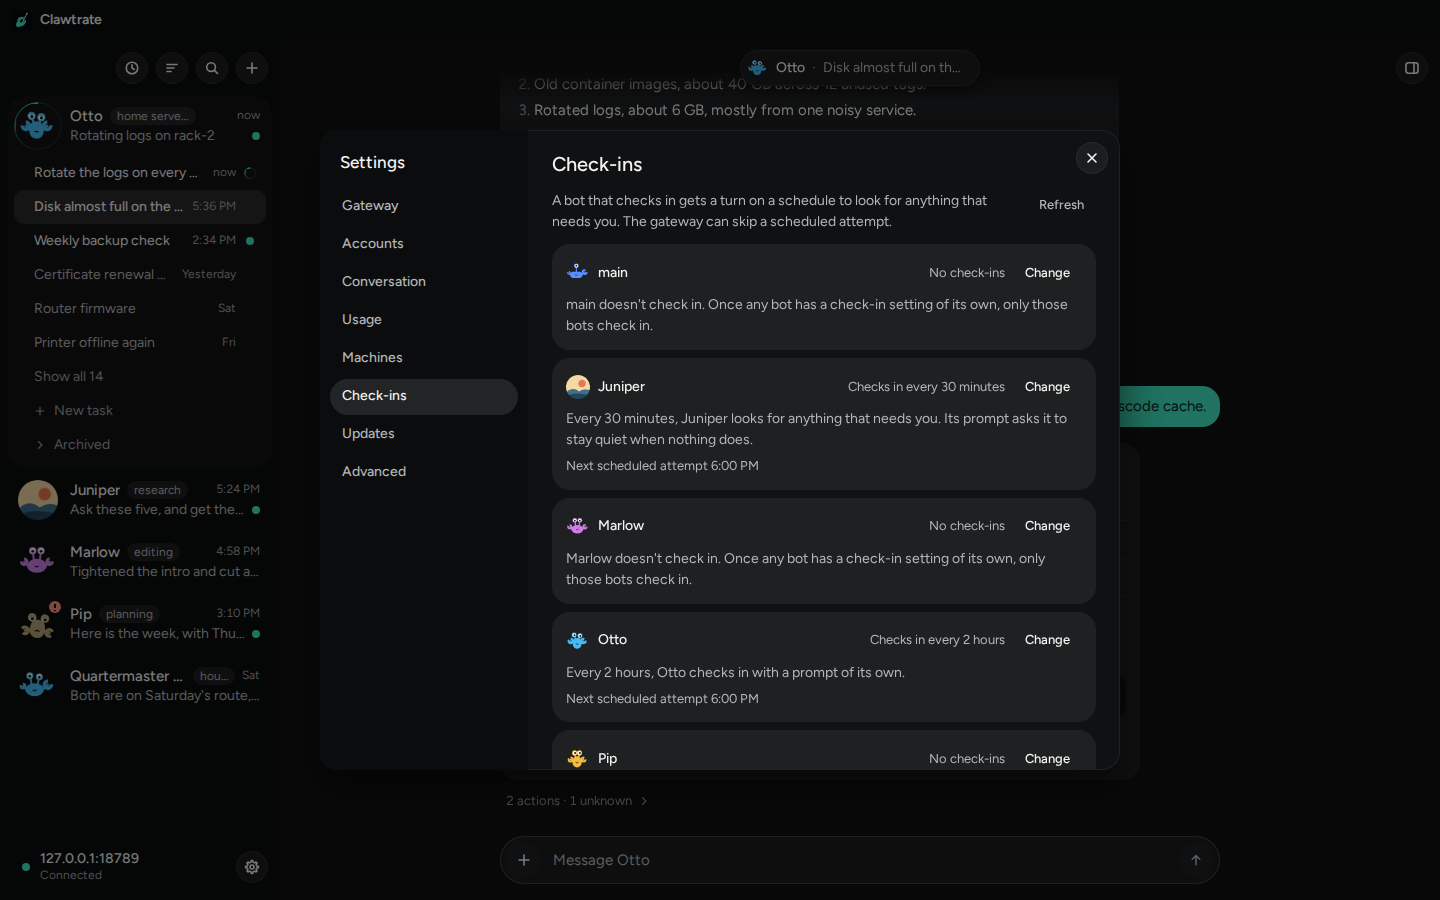 Clawtrate
Otto · Disk almost full on th...
Otto home serve... now
Rotating logs on rack-2
Rotate the logs on every ... now
Disk almost full on the ... 5:36 PM
Weekly backup check 2:34 PM
Certificate renewal ... Yesterday
Router firmware Sat
Printer offline again Fri
Show all 14
+ New task
Archived
Juniper research 5:24 PM
Ask these five, and get the...
Marlow editing 4:58 PM
Tightened the intro and cut a...
Pip planning 3:10 PM
Here is the week, with Thu...
Quartermaster ... hou... Sat
Both are on Saturday's route,...
127.0.0.1:18789
Connected
2. Old container images, about 40 GB across 12 unused tags.
3. Rotated logs, about 6 GB, mostly from one noisy service.
scode cache.
Settings
Gateway
Accounts
Conversation
Usage
Machines
Check-ins
Updates
Advanced
Check-ins
A bot that checks in gets a turn on a schedule to look for anything that
needs you. The gateway can skip a scheduled attempt.
Refresh
main No check-ins Change
main doesn't check in. Once any bot has a check-in setting of its own, only those
bots check in.
Juniper Checks in every 30 minutes Change
Every 30 minutes, Juniper looks for anything that needs you. Its prompt asks it to
stay quiet when nothing does.
Next scheduled attempt 6:00 PM
Marlow No check-ins Change
Marlow doesn't check in. Once any bot has a check-in setting of its own, only
those bots check in.
Otto Checks in every 2 hours Change
Every 2 hours, Otto checks in with a prompt of its own.
Next scheduled attempt 6:00 PM
Pip No check-ins Change
2 actions · 1 unknown
Message Otto